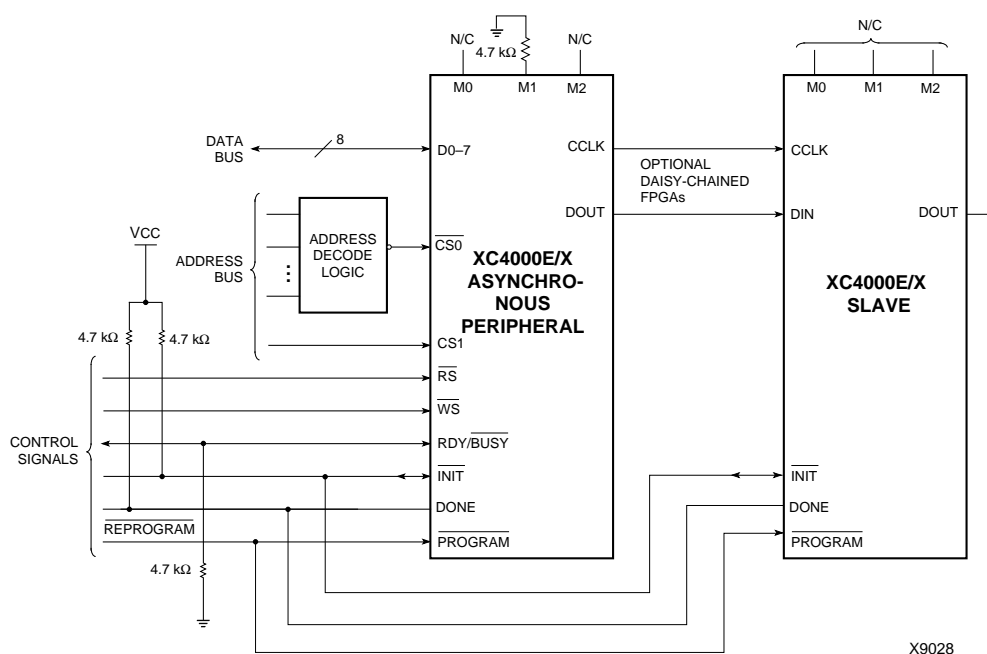 N/C
4.7 kΩ
N/C
N/C
M0
M1
M2
M0
M1
M2
DATA
BUS
8
D0–7
CCLK
OPTIONAL
DAISY-CHAINED
FPGAs
CCLK
DOUT
DIN
DOUT
VCC
ADDRESS
BUS
ADDRESS
DECODE
LOGIC
CS0
XC4000E/X
ASYNCHRO-
NOUS
PERIPHERAL
XC4000E/X
SLAVE
4.7 kΩ
4.7 kΩ
CS1
RS
WS
CONTROL
SIGNALS
RDY/BUSY
INIT
INIT
DONE
DONE
REPROGRAM
PROGRAM
PROGRAM
4.7 kΩ
X9028